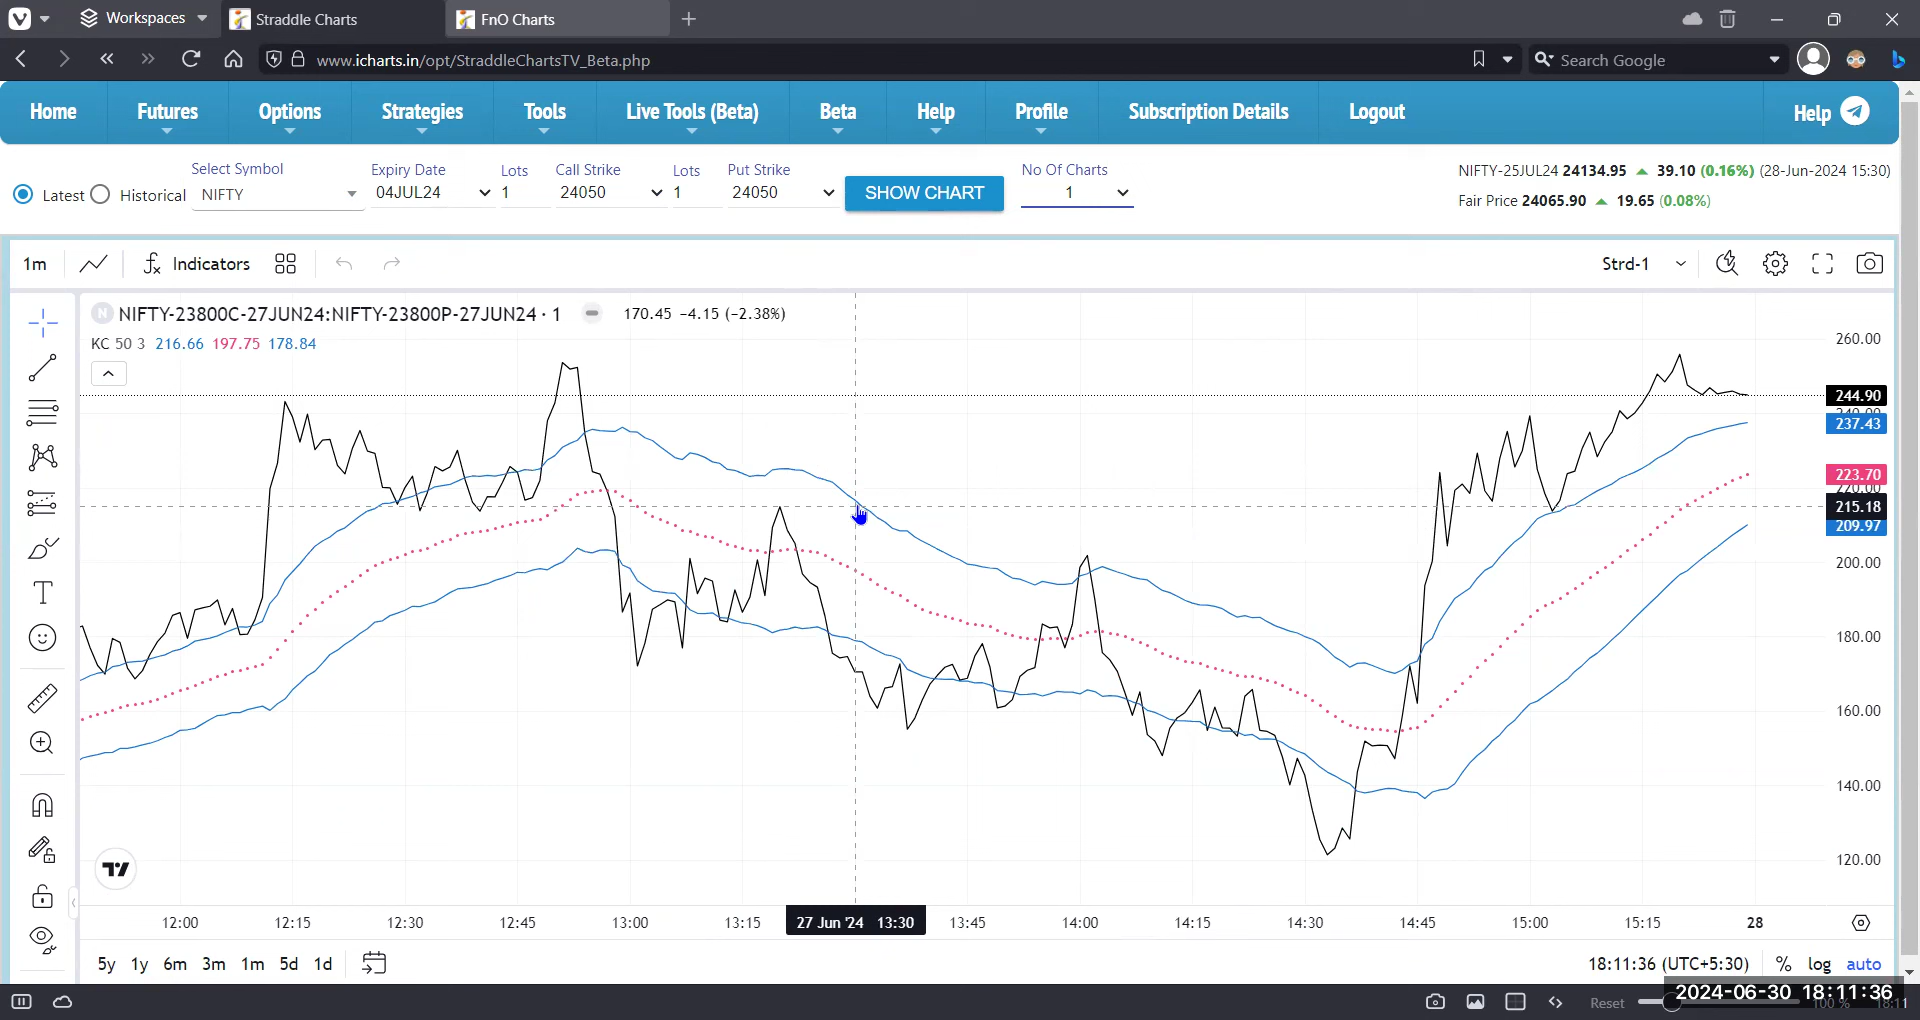 Workspaces
Straddle Charts
FnO Charts
www.icharts.in/opt/StraddleChartsTV_Beta.php
Search Google
Home
Futures
Options
Strategies
Tools
Live Tools (Beta)
Beta
Help
Profile
Subscription Details
Logout
Help
Latest
Historical
Select Symbol
NIFTY
Expiry Date
04JUL24
Lots
1
Call Strike
24050
Lots
1
Put Strike
24050
SHOW CHART
No Of Charts
1
NIFTY-25JUL24 24134.95 ▲ 39.10 (0.16%) (28-Jun-2024 15:30)
Fair Price 24065.90 ▲ 19.65 (0.08%)
1m
Indicators
Strd-1
N NIFTY-23800C-27JUN24:NIFTY-23800P-27JUN24 · 1 170.45 −4.15 (−2.38%)
KC 50 3 216.66 197.75 178.84
260.00
244.90
240.00
237.43
223.70
220.00
215.18
209.97
200.00
180.00
160.00
140.00
120.00
12:00 12:15 12:30 12:45 13:00 13:15 27 Jun '24 13:30 13:45 14:00 14:15 14:30 14:45 15:00 15:15 28
5y 1y 6m 3m 1m 5d 1d
18:11:36 (UTC+5:30) % log auto
Reset
2024-06-30 18:11:36
100 %
18:11